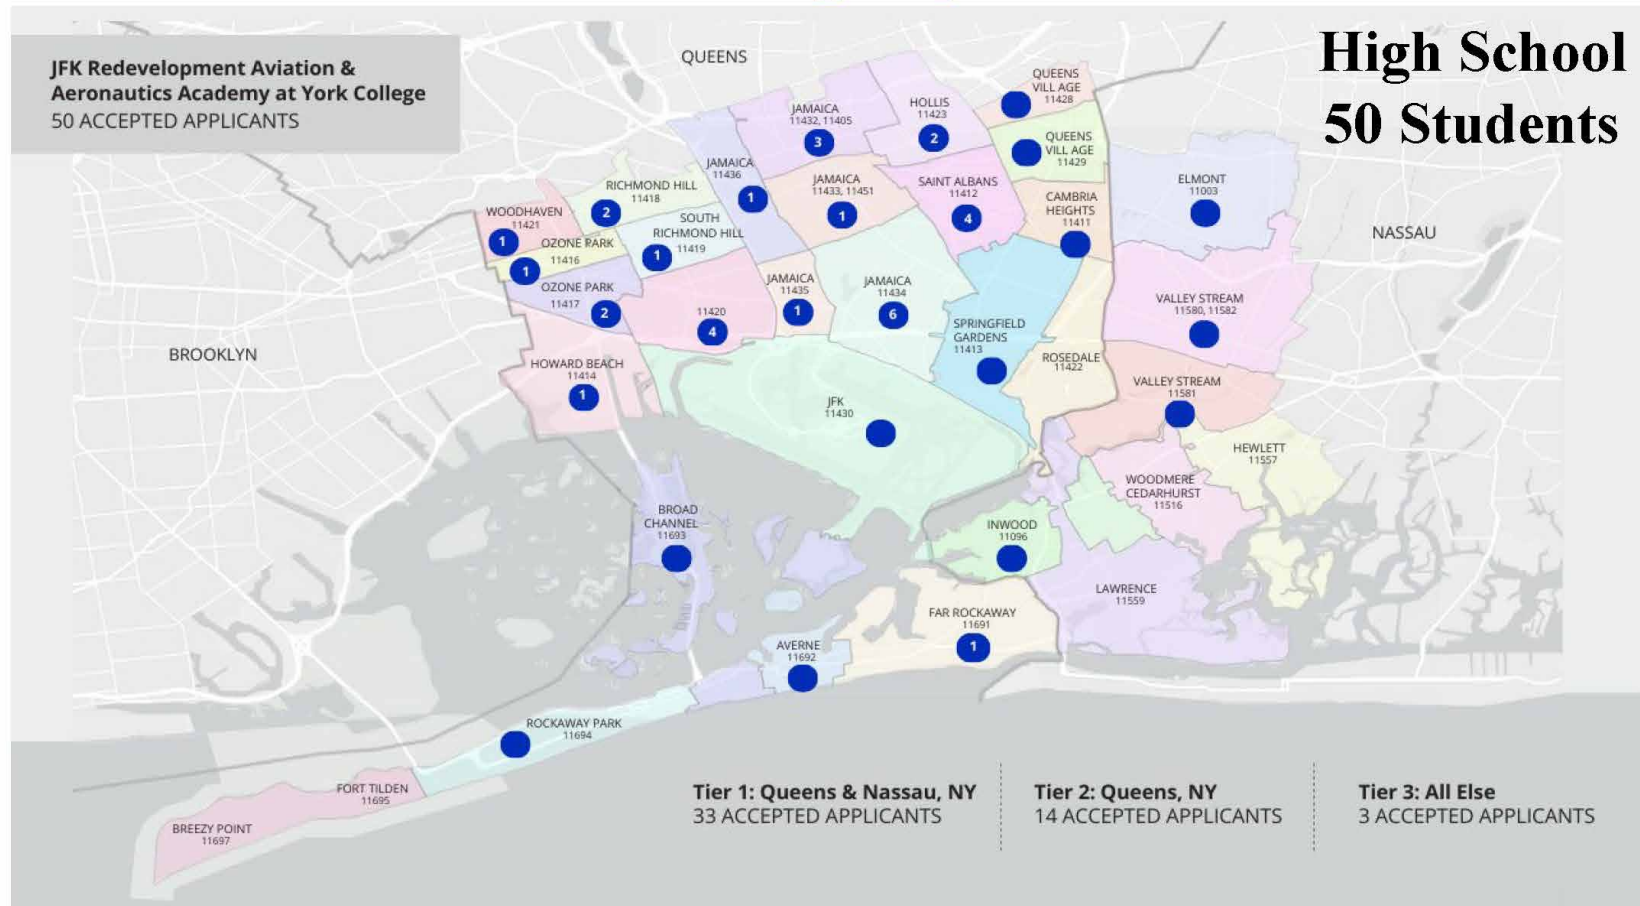 High School
50 Students
JFK Redevelopment Aviation &
Aeronautics Academy at York College
50 ACCEPTED APPLICANTS
QUEENS
QUEENS
VILL AGE
11428
JAMAICA
11432, 11405
3
HOLLIS
11423
2
QUEENS
VILL AGE
11429
JAMAICA
11436
1
JAMAICA
11433, 11451
1
SAINT ALBANS
11412
4
CAMBRIA
HEIGHTS
11411
ELMONT
11003
NASSAU
RICHMOND HILL
11418
2
WOODHAVEN
11421
1
SOUTH
RICHMOND HILL
11419
1
OZONE PARK
11416
1
OZONE PARK
11417
2
11420
4
JAMAICA
11435
1
JAMAICA
11434
6
SPRINGFIELD
GARDENS
11413
ROSEDALE
11422
VALLEY STREAM
11580, 11582
VALLEY STREAM
11581
BROOKLYN
HOWARD BEACH
11414
1
JFK
11430
HEWLETT
11557
WOODMERE
CEDARHURST
11516
BROAD
CHANNEL
11693
INWOOD
11096
LAWRENCE
11559
FAR ROCKAWAY
11691
1
AVERNE
11692
ROCKAWAY PARK
11694
FORT TILDEN
11695
BREEZY POINT
11697
Tier 1: Queens & Nassau, NY
33 ACCEPTED APPLICANTS
Tier 2: Queens, NY
14 ACCEPTED APPLICANTS
Tier 3: All Else
3 ACCEPTED APPLICANTS